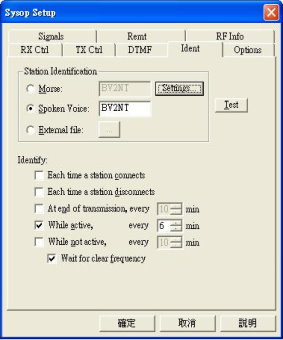 Sysop Setup
Signals Remt RF Info
RX Ctrl TX Ctrl DTMF Ident Options
Station Identification
Morse: BV2NT Settings...
Spoken Voice: BV2NT
Test
External file: ...
Identify:
Each time a station connects
Each time a station disconnects
At end of transmission, every 10 min
While active, every 6 min
While not active, every 10 min
Wait for clear frequency
確定 取消 說明